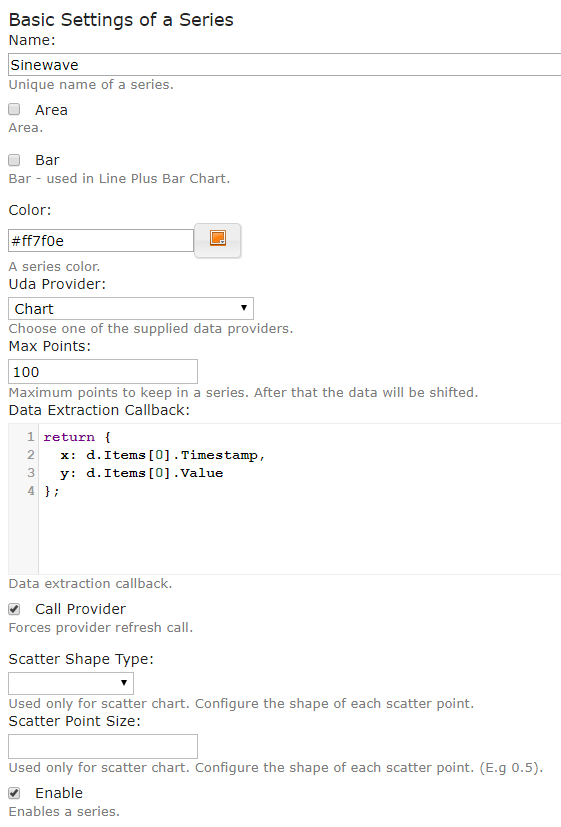 Basic Settings of a Series
Name:
Sinewave
Unique name of a series.
Area
Area.
Bar
Bar - used in Line Plus Bar Chart.
Color:
#ff7f0e
A series color.
Uda Provider:
Chart
Choose one of the supplied data providers.
Max Points:
100
Maximum points to keep in a series. After that the data will be shifted.
Data Extraction Callback:
1 return {
2   x: d.Items[0].Timestamp,
3   y: d.Items[0].Value
4 };
Data extraction callback.
Call Provider
Forces provider refresh call.
Scatter Shape Type:
Used only for scatter chart. Configure the shape of each scatter point.
Scatter Point Size:
Used only for scatter chart. Configure the shape of each scatter point. (E.g 0.5).
Enable
Enables a series.